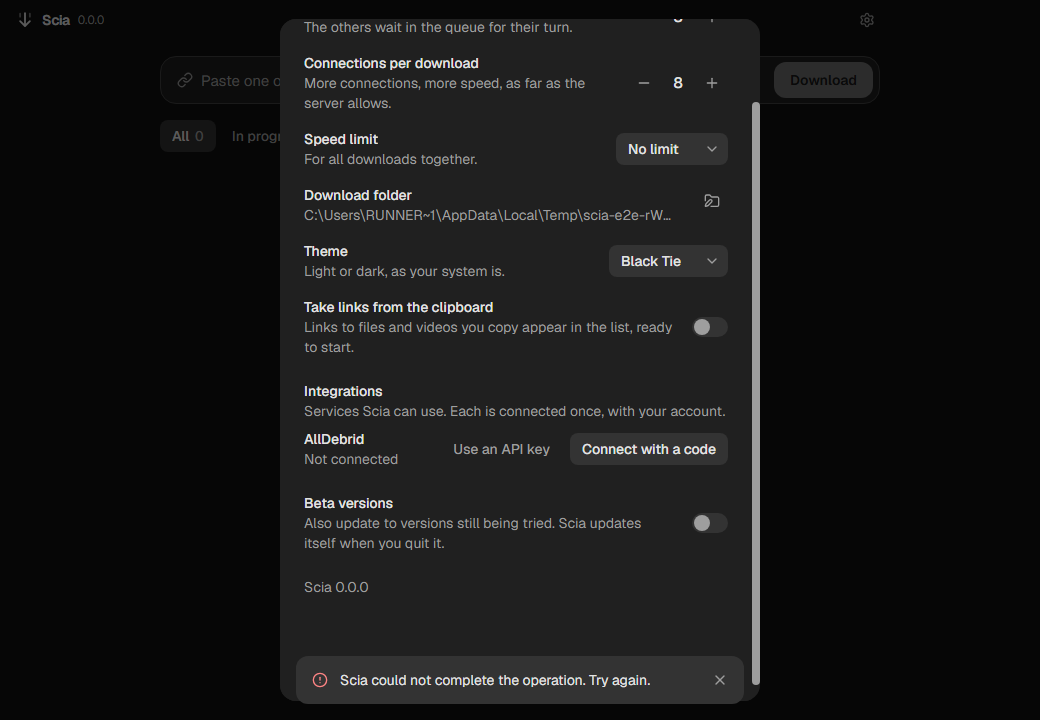 Scia 0.0.0
The others wait in the queue for their turn.
Connections per download
More connections, more speed, as far as the
server allows.
8
Paste one o
Download
All 0
In progr
Speed limit
For all downloads together.
No limit
Download folder
C:\Users\RUNNER~1\AppData\Local\Temp\scia-e2e-rW...
Theme
Light or dark, as your system is.
Black Tie
Take links from the clipboard
Links to files and videos you copy appear in the list, ready
to start.
Integrations
Services Scia can use. Each is connected once, with your account.
AllDebrid
Not connected
Use an API key
Connect with a code
Beta versions
Also update to versions still being tried. Scia updates
itself when you quit it.
Scia 0.0.0
Scia could not complete the operation. Try again.